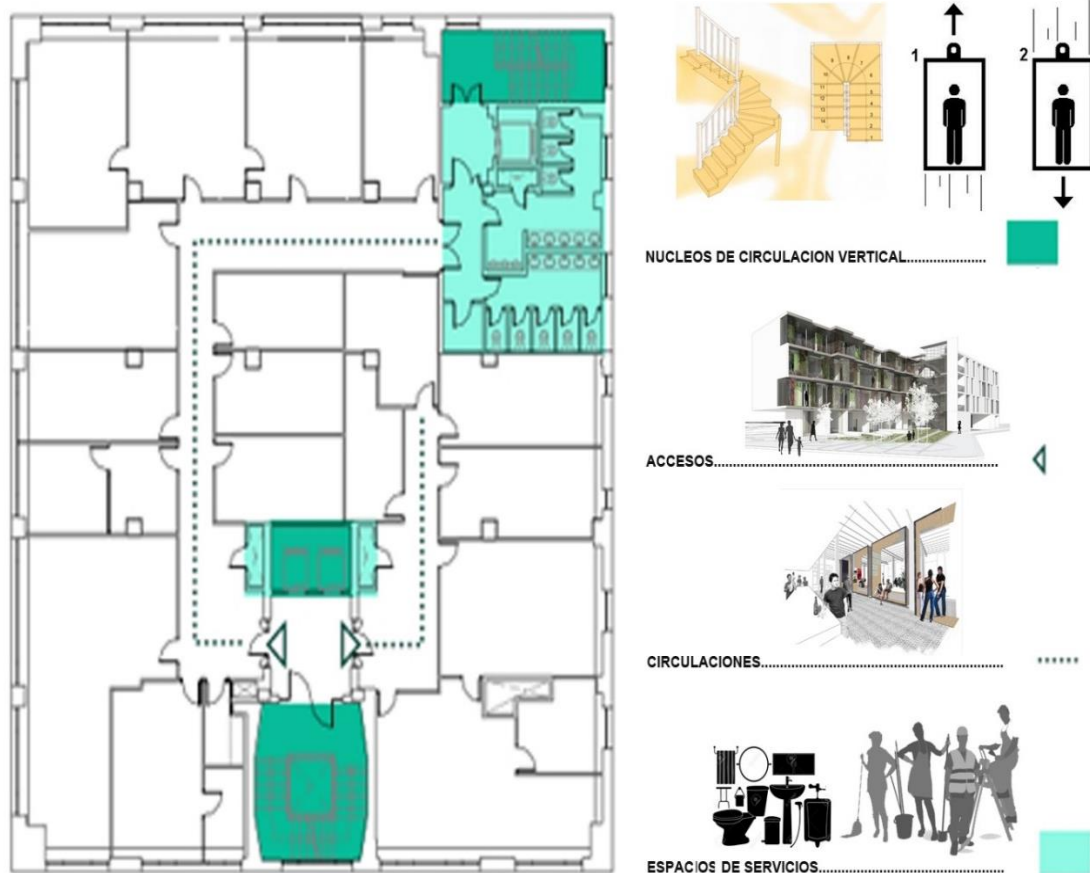 1
2
NUCLEOS DE CIRCULACION VERTICAL......................
ACCESOS.................................................................
CIRCULACIONES.......................................................
ESPACIOS DE SERVICIOS...........................................